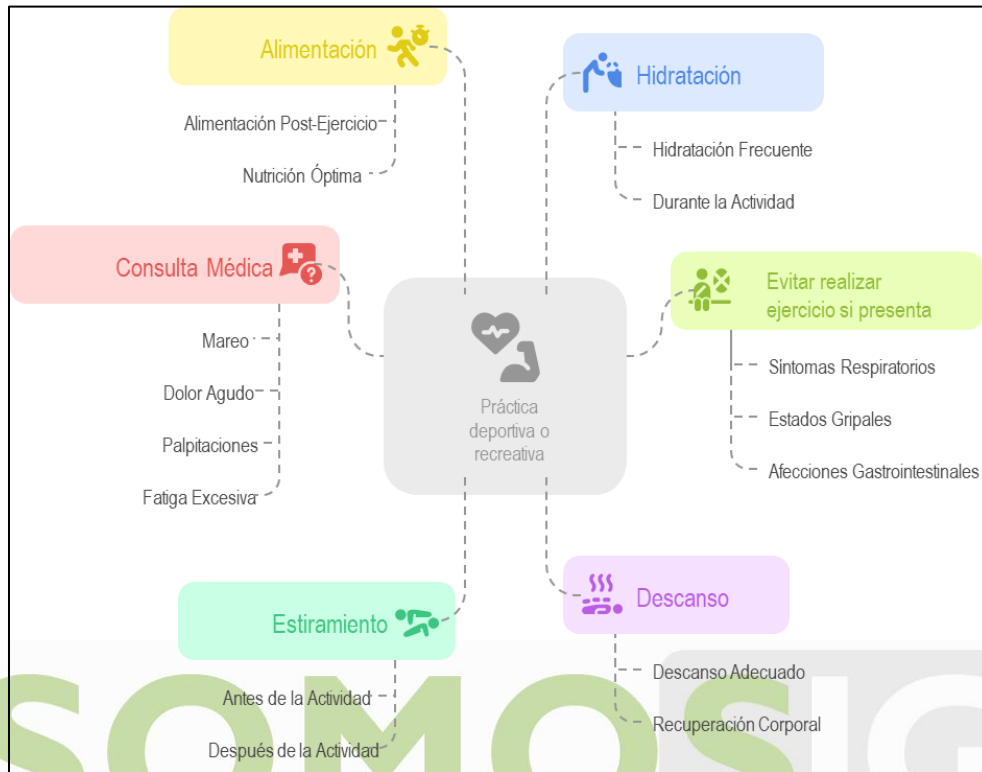 Alimentación
Alimentación Post-Ejercicio
Nutrición Óptima
Hidratación
Hidratación Frecuente
Durante la Actividad
Consulta Médica
Mareo
Dolor Agudo
Palpitaciones
Fatiga Excesiva
Práctica
deportiva o
recreativa
Evitar realizar
ejercicio si presenta
Síntomas Respiratorios
Estados Gripales
Afecciones Gastrointestinales
Estiramiento
Antes de la Actividad
Después de la Actividad
Descanso
Descanso Adecuado
Recuperación Corporal
SOMOSIG